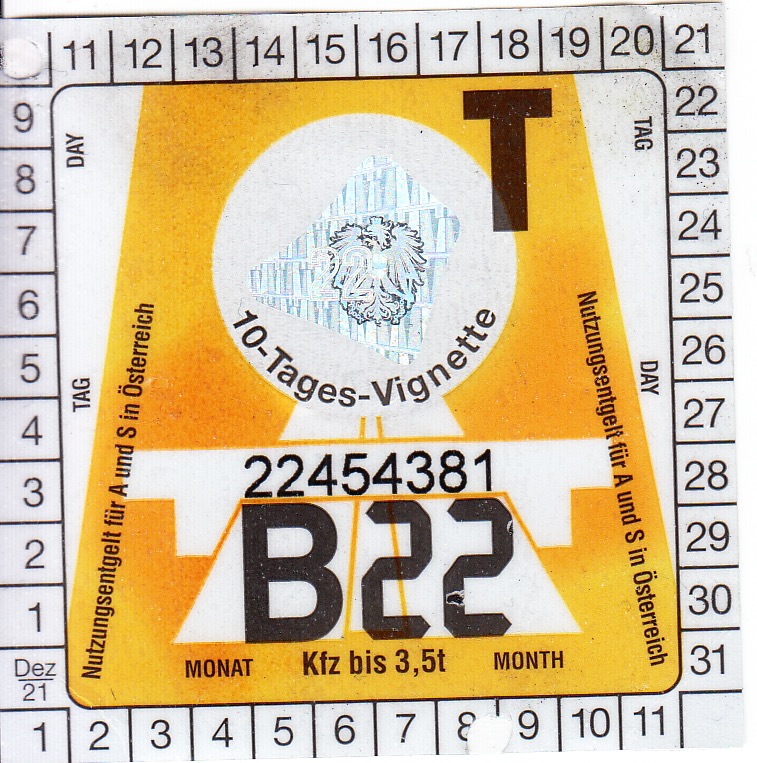 11 12 13 14 15 16 17 18 19 20 21
9 8 7 6 5 4 3 2 1
Dez
21
22 23 24 25 26 27 28 29 30 31
1 2 3 4 5 6 7 8 9 10 11
DAY
TAG
TAG
DAY
T
10-Tages-Vignette
Nutzungsentgelt für A und S in Österreich
Nutzungsentgelt für A und S in Österreich
22454381
B22
MONAT Kfz bis 3,5t MONTH